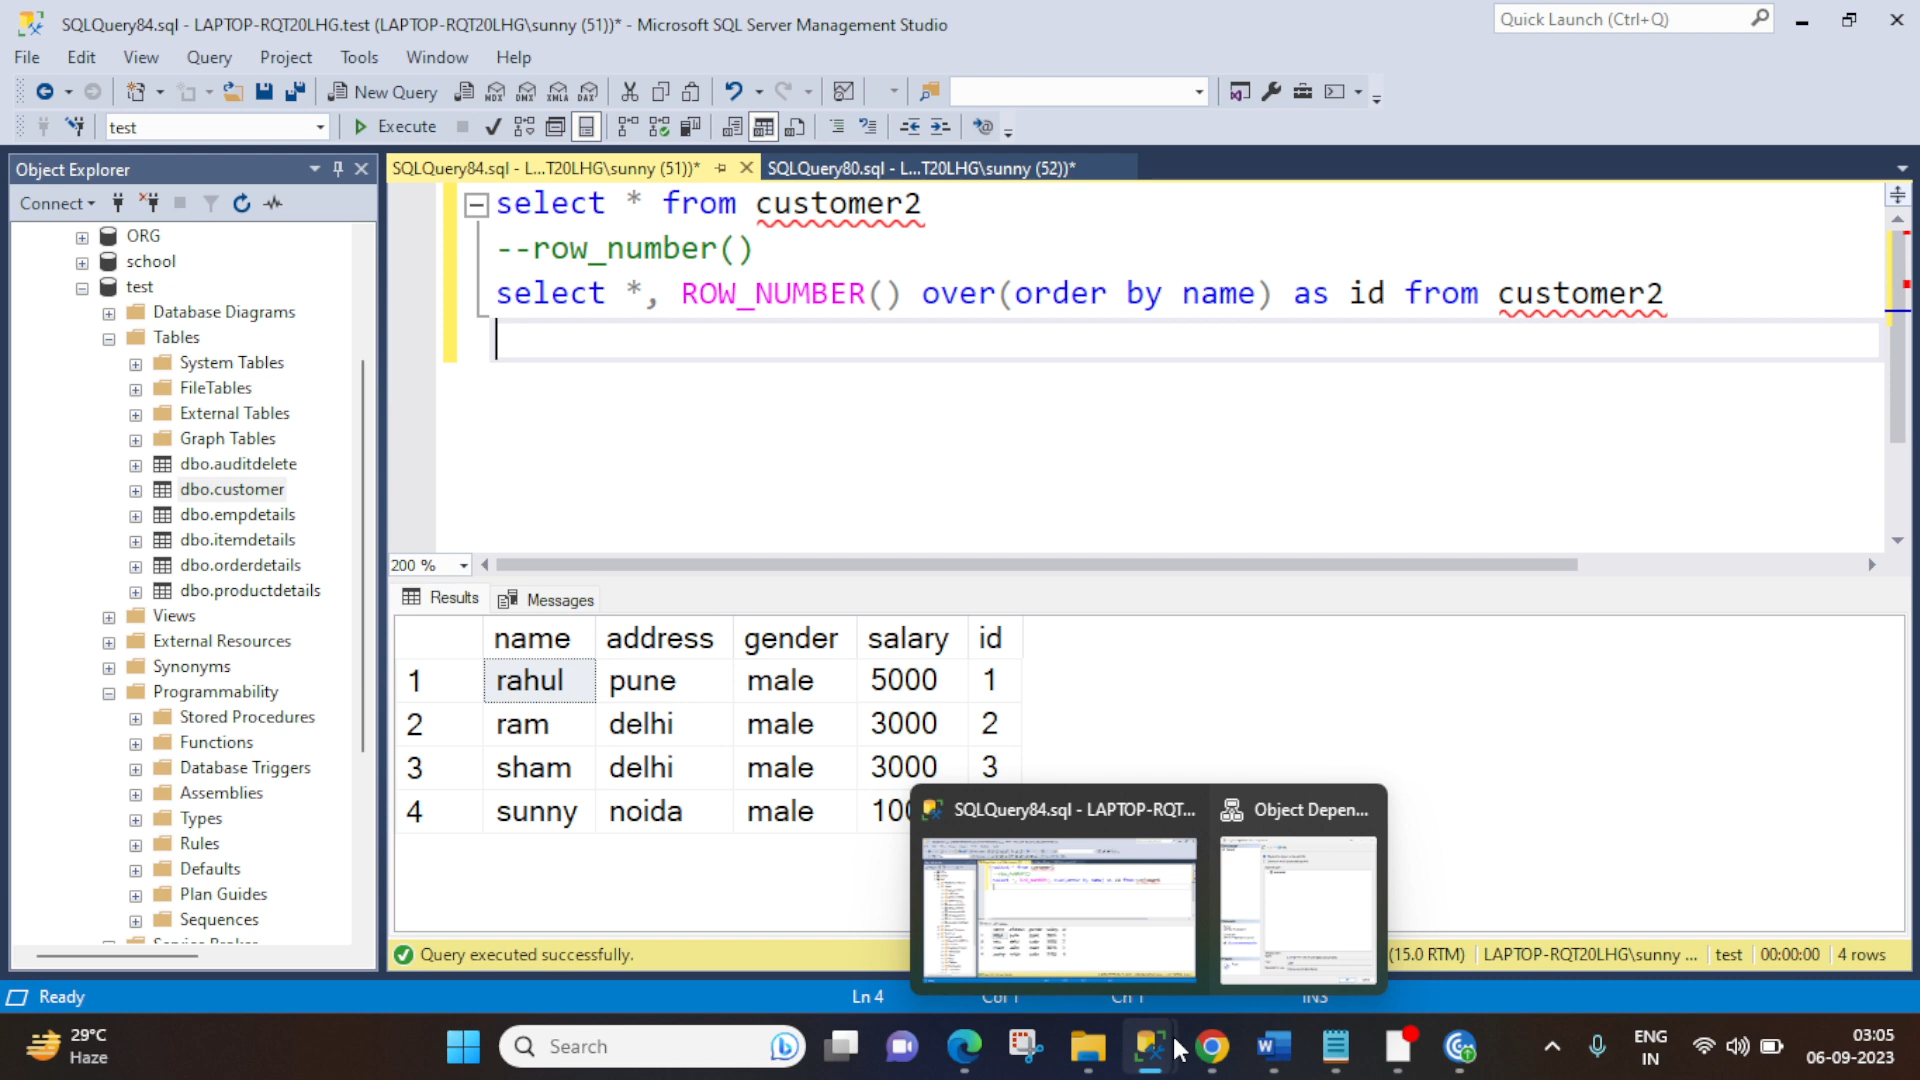 SQLQuery84.sql - LAPTOP-RQT20LHG.test (LAPTOP-RQT20LHG\sunny (51))* - Microsoft SQL Server Management Studio
Quick Launch (Ctrl+Q)
File Edit View Query Project Tools Window Help
New Query MDX DMX XMLA DAX
test Execute
Object Explorer
SQLQuery84.sql - L...T20LHG\sunny (51))*
SQLQuery80.sql - L...T20LHG\sunny (52))*
Connect
ORG
school
test
Database Diagrams
Tables
System Tables
FileTables
External Tables
Graph Tables
dbo.auditdelete
dbo.customer
dbo.empdetails
dbo.itemdetails
dbo.orderdetails
dbo.productdetails
Views
External Resources
Synonyms
Programmability
Stored Procedures
Functions
Database Triggers
Assemblies
Types
Rules
Defaults
Plan Guides
Sequences
select * from customer2
--row_number()
select *, ROW_NUMBER() over(order by name) as id from customer2
200 %
Results Messages
name address gender salary id
1 rahul pune male 5000 1
2 ram delhi male 3000 2
3 sham delhi male 3000 3
4 sunny noida male
SQLQuery84.sql - LAPTOP-RQT...
Object Depen...
Query executed successfully.
(15.0 RTM) LAPTOP-RQT20LHG\sunny ... test 00:00:00 4 rows
Ready
Ln 4
29°C
Haze
Search
ENG
IN
03:05
06-09-2023